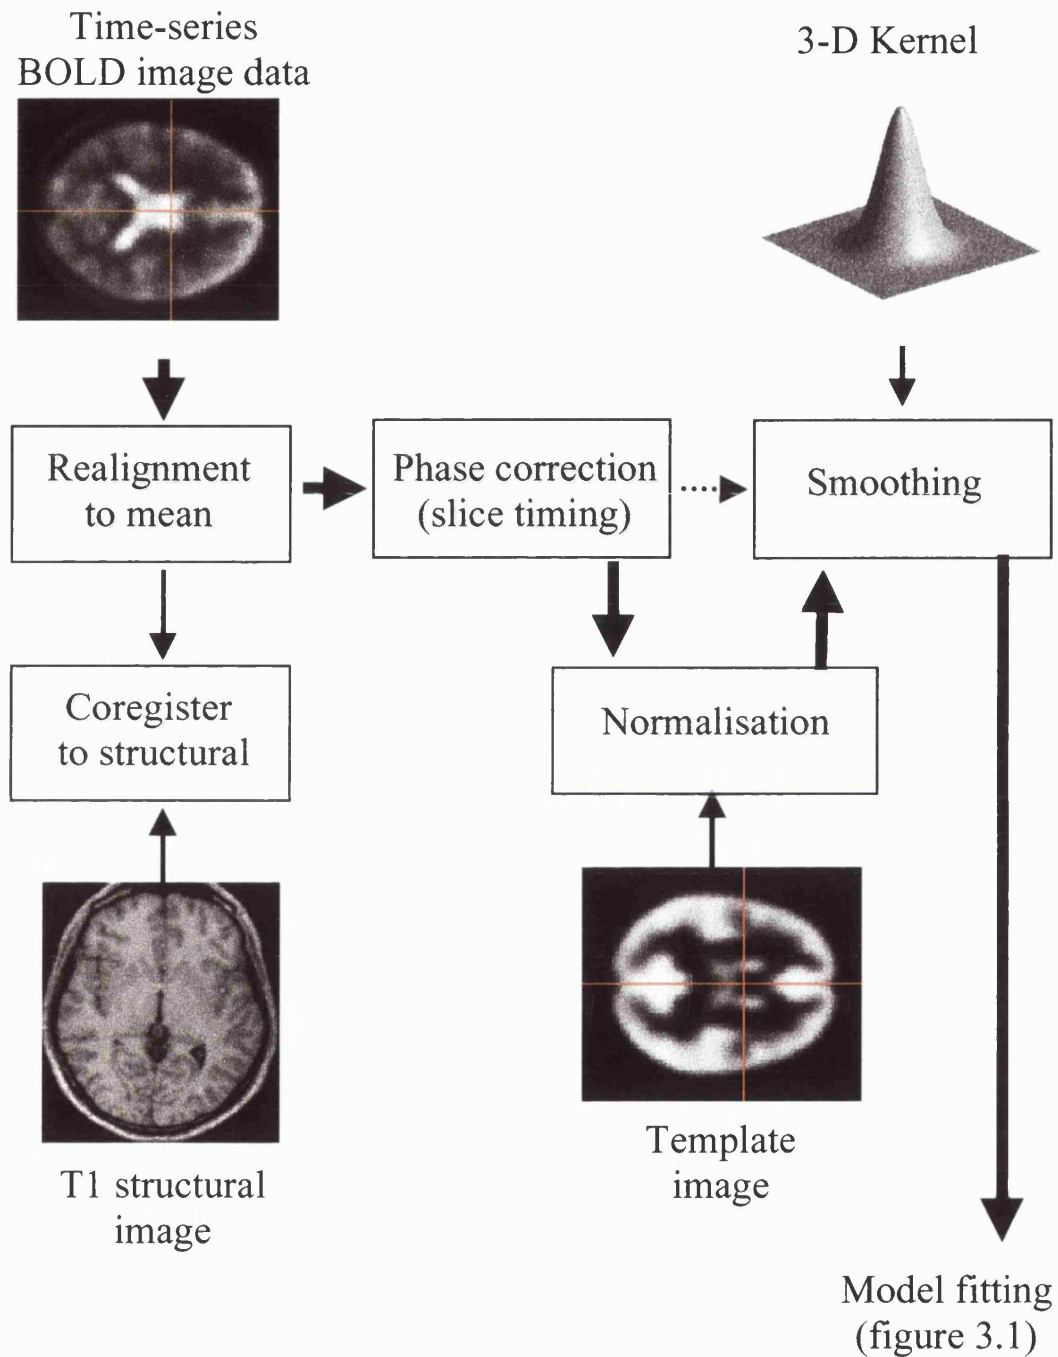 Time-series
BOLD image data
3-D Kernel
Realignment
to mean
Phase correction
(slice timing)
Smoothing
Coregister
to structural
Normalisation
T1 structural
image
Template
image
Model fitting
(figure 3.1)